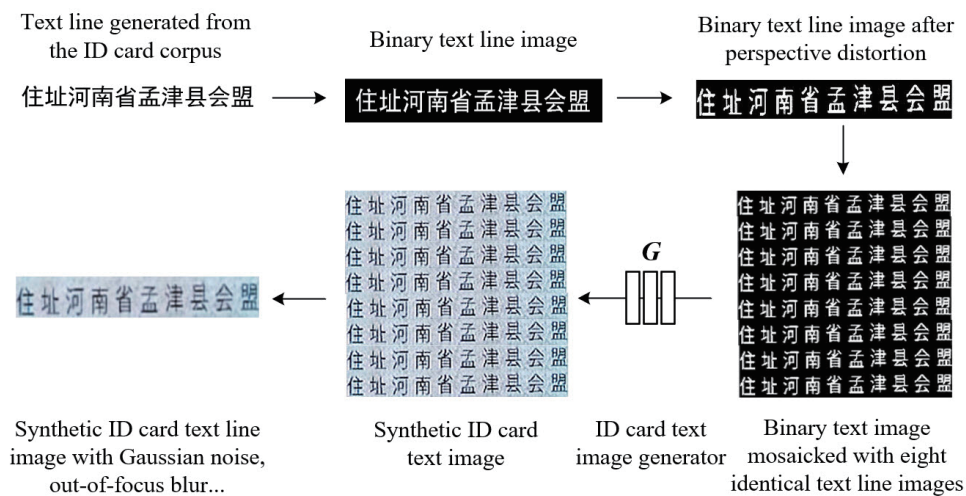 Text line generated from
the ID card corpus
Binary text line image
Binary text line image after
perspective distortion
住址河南省孟津县会盟
住址河南省孟津县会盟
住址河南省孟津县会盟
住址河南省孟津县会盟
住址河南省孟津县会盟
住址河南省孟津县会盟
住址河南省孟津县会盟
住址河南省孟津县会盟
住址河南省孟津县会盟
住址河南省孟津县会盟
住址河南省孟津县会盟
G
住址河南省孟津县会盟
住址河南省孟津县会盟
住址河南省孟津县会盟
住址河南省孟津县会盟
住址河南省孟津县会盟
住址河南省孟津县会盟
住址河南省孟津县会盟
住址河南省孟津县会盟
住址河南省孟津县会盟
Synthetic ID card text line
image with Gaussian noise,
out-of-focus blur...
Synthetic ID card
text image
ID card text
image generator
Binary text image
mosaicked with eight
identical text line images